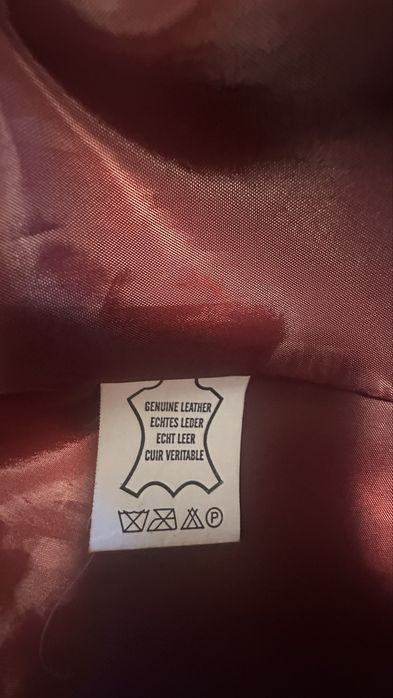 GENUINE LEATHER
ECHTES LEDER
ECHT LEER
CUIR VERITABLE
P